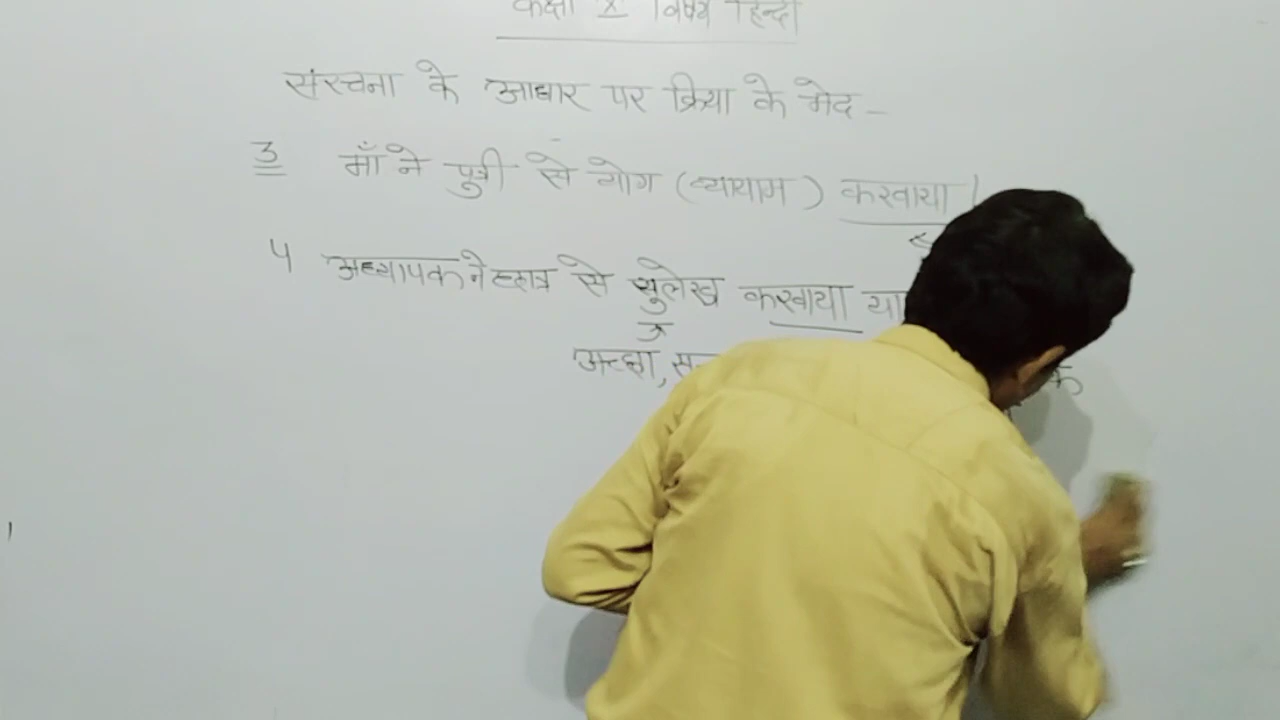 कक्षा X विषय हिन्दी
संरचना के आधार पर क्रिया के भेद -
3 माँ ने पुत्री से योग (व्यायाम) करवाया।
4 अध्यापक ने छात्र से सुलेख करवाया
अच्छा,